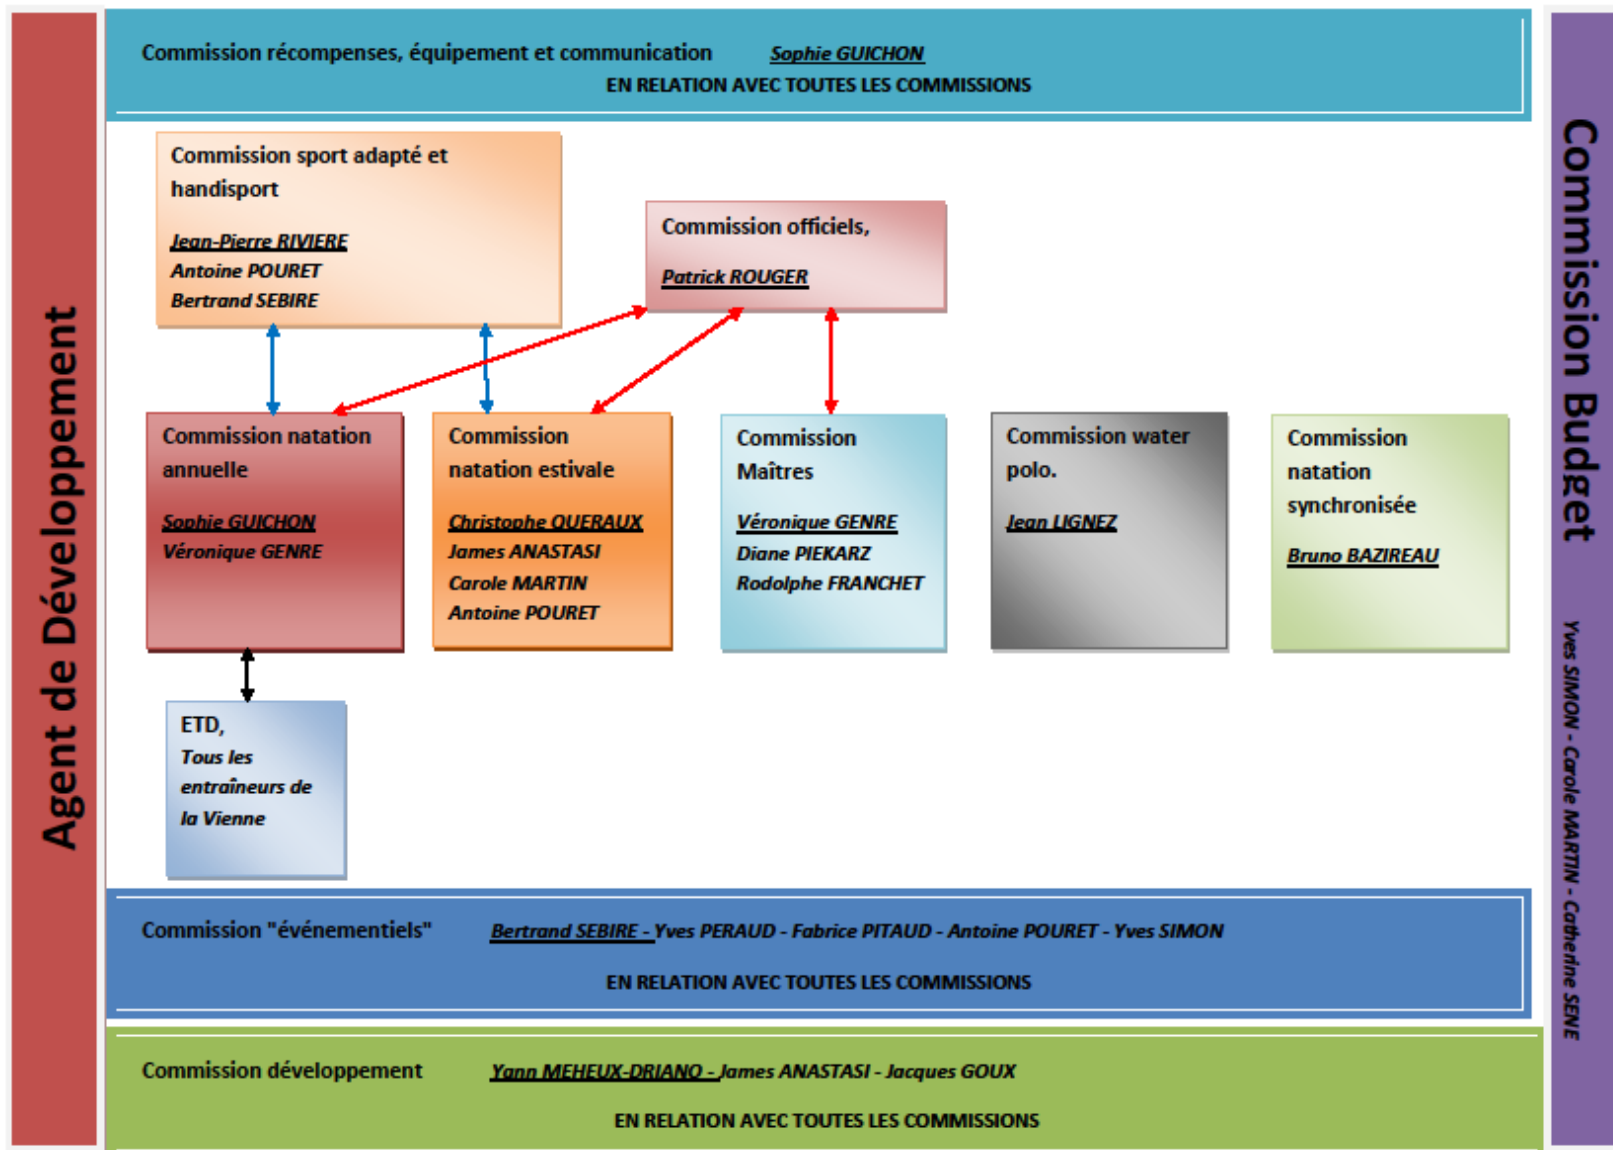 Agent de Développement
Commission récompenses, équipement et communication Sophie GUICHON
EN RELATION AVEC TOUTES LES COMMISSIONS
Commission sport adapté et
handisport
Jean-Pierre RIVIERE
Antoine POURET
Bertrand SEBIRE
Commission officiels,
Patrick ROUGER
Commission natation
annuelle
Sophie GUICHON
Véronique GENRE
Commission
natation estivale
Christophe QUERAUX
James ANASTASI
Carole MARTIN
Antoine POURET
Commission
Maîtres
Véronique GENRE
Diane PIEKARZ
Rodolphe FRANCHET
Commission water
polo.
Jean LIGNEZ
Commission
natation
synchronisée
Bruno BAZIREAU
ETD,
Tous les
entraîneurs de
la Vienne
Commission "événementiels" Bertrand SEBIRE - Yves PERAUD - Fabrice PITAUD - Antoine POURET - Yves SIMON
EN RELATION AVEC TOUTES LES COMMISSIONS
Commission développement Yann MEHEUX-DRIANO - James ANASTASI - Jacques GOUX
EN RELATION AVEC TOUTES LES COMMISSIONS
Commission Budget Yves SIMON - Carole MARTIN - Catherine SENE